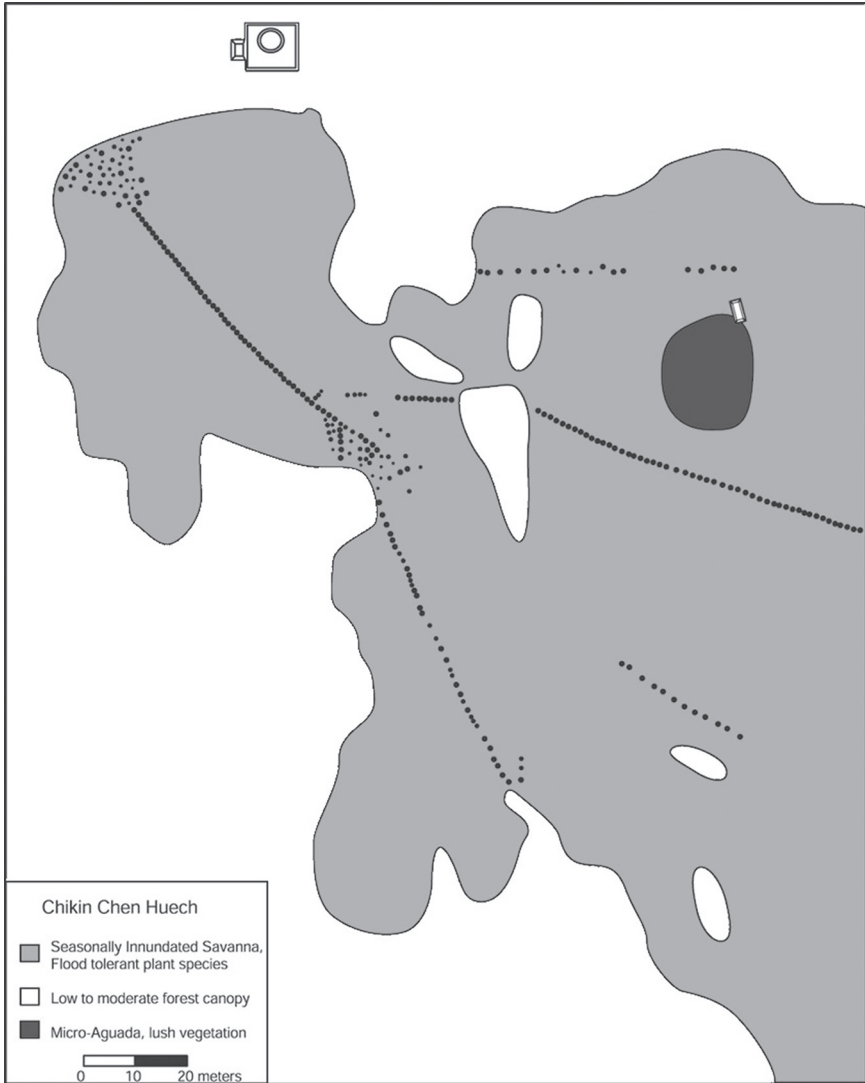 Chikin Chen Huech
Seasonally Innundated Savanna,
Flood tolerant plant species
Low to moderate forest canopy
Micro-Aguada, lush vegetation
0 10 20 meters